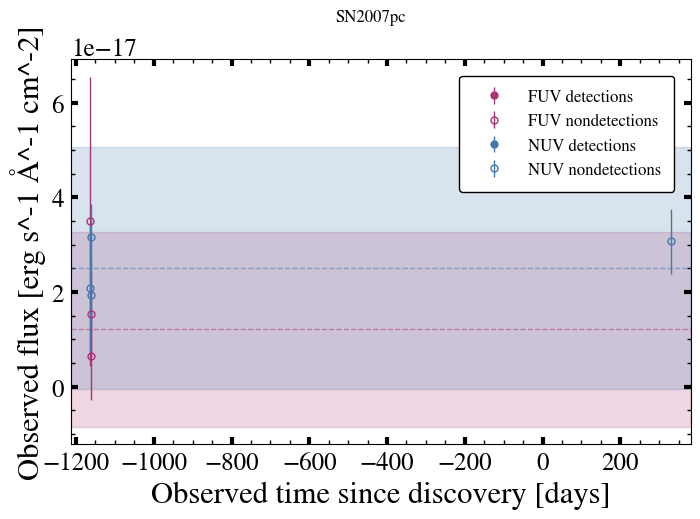 SN2007pc
1e−17
Observed flux [erg s^-1 Å^-1 cm^-2]
6
4
2
0
FUV detections
FUV nondetections
NUV detections
NUV nondetections
−1200 −1000 −800 −600 −400 −200 0 200
Observed time since discovery [days]